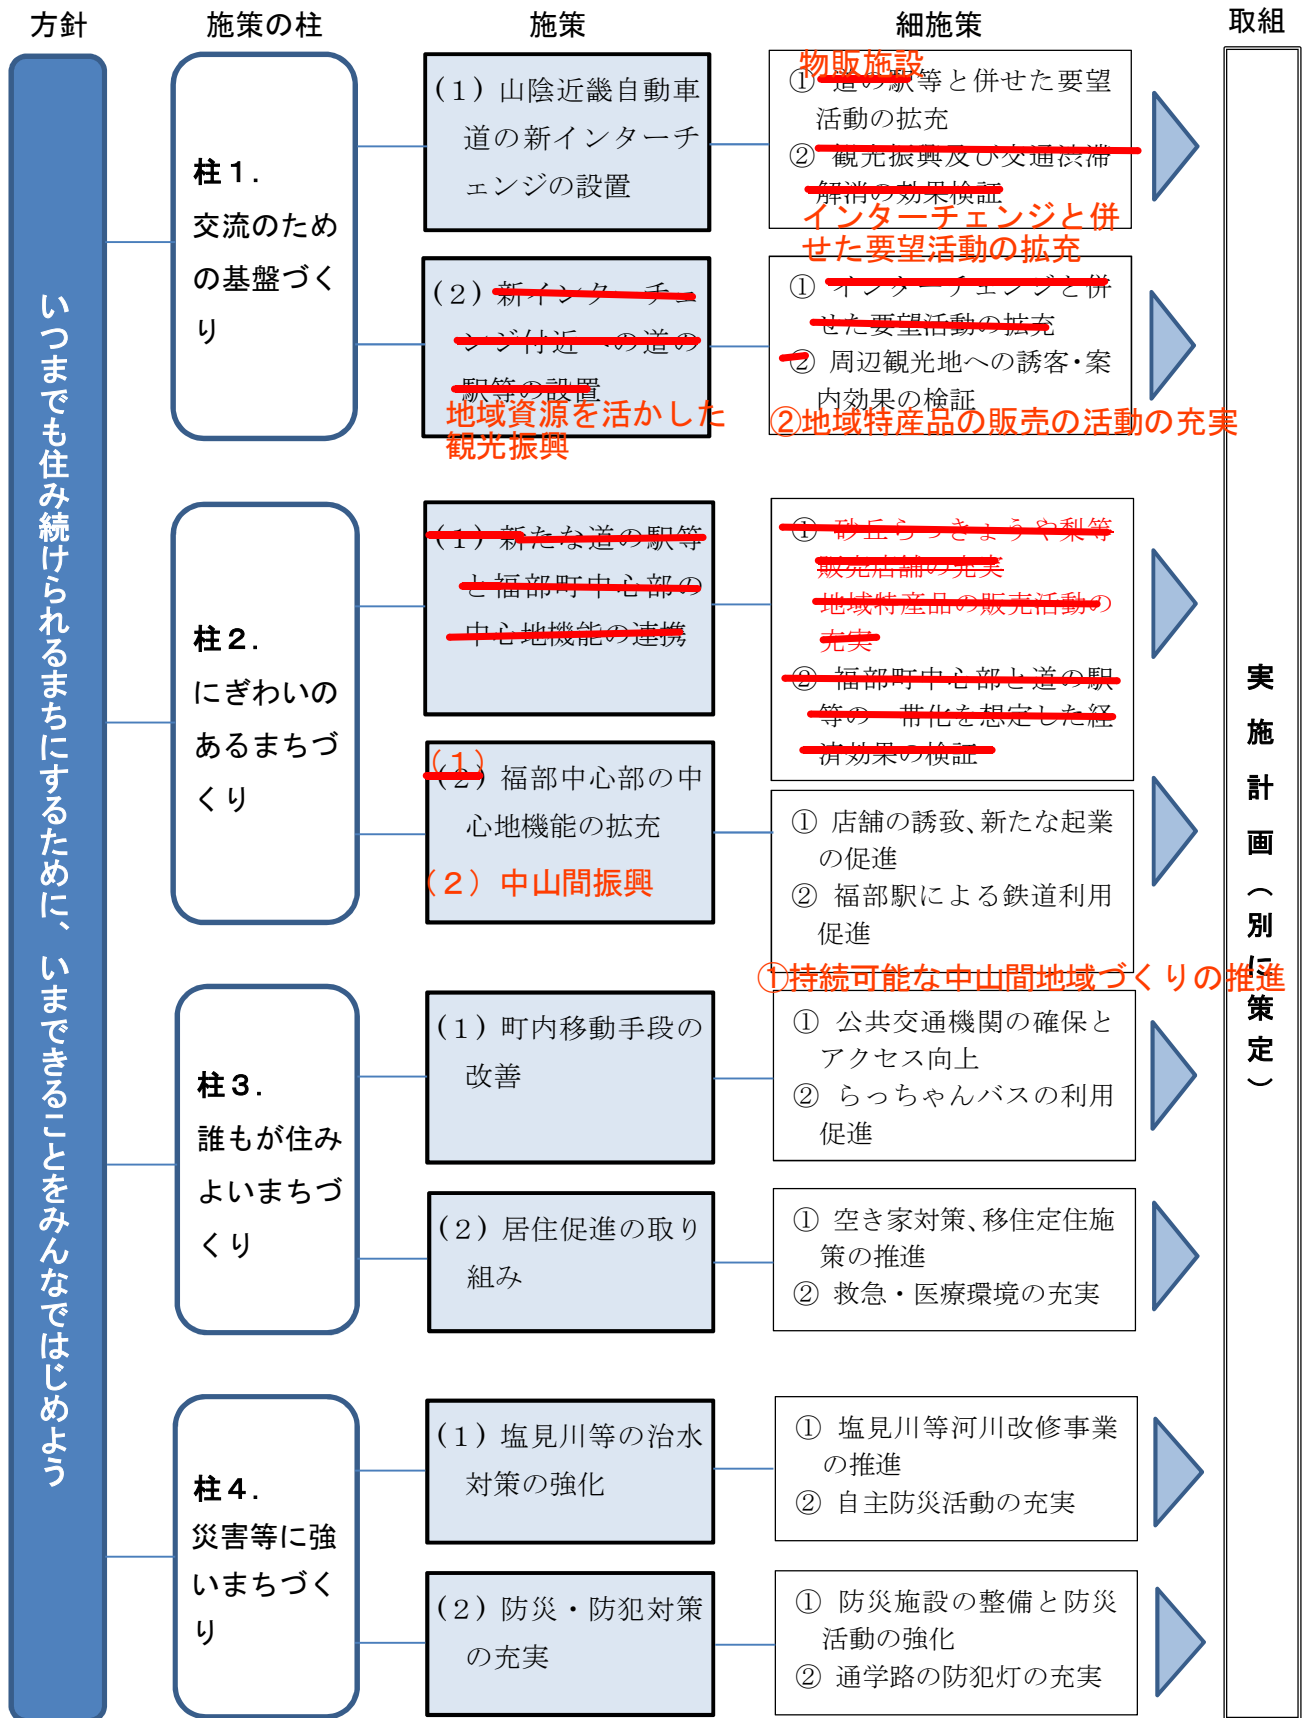 方針
施策の柱
施策
細施策
取組
いつまでも住み続けられるまちにするために、いまできることをみんなではじめよう
柱１.
交流のため
の基盤づく
り
(１) 山陰近畿自動車
道の新インターチ
ェンジの設置
物販施設
① 道の駅等と併せた要望
活動の拡充
② 観光振興及び交通渋滞
解消の効果検証
インターチェンジと併
せた要望活動の拡充
(２) 新インターチェ
ンジ付近への道の
駅等の設置
地域資源を活かした
観光振興
① インターチェンジと併
せた要望活動の拡充
② 周辺観光地への誘客・案
内効果の検証
②地域特産品の販売の活動の充実
柱２.
にぎわいの
あるまちづ
くり
(１) 新たな道の駅等
と福部町中心部の
中心地機能の連携
① 砂丘らっきょうや梨等
販売店舗の充実
地域特産品の販売活動の
充実
② 福部町中心部と道の駅
等の一帯化を想定した経
済効果の検証
(１)
(２) 福部中心部の中
心地機能の拡充
(２) 中山間振興
① 店舗の誘致、新たな起業
の促進
② 福部駅による鉄道利用
促進
①持続可能な中山間地域づくりの推進
柱３.
誰もが住み
よいまちづ
くり
(１) 町内移動手段の
改善
① 公共交通機関の確保と
アクセス向上
② らっちゃんバスの利用
促進
(２) 居住促進の取り
組み
① 空き家対策、移住定住施
策の推進
② 救急・医療環境の充実
柱４.
災害等に強
いまちづく
り
(１) 塩見川等の治水
対策の強化
① 塩見川等河川改修事業
の推進
② 自主防災活動の充実
(２) 防災・防犯対策
の充実
① 防災施設の整備と防災
活動の強化
② 通学路の防犯灯の充実
実施計画（別に策定）